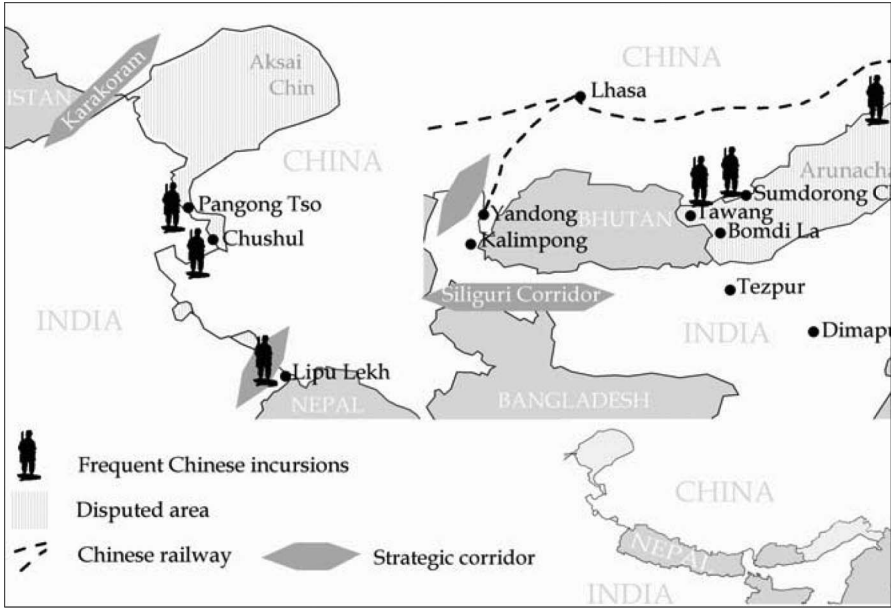 ISTAN
Karakoram
Aksai
Chin
CHINA
Pangong Tso
Chushul
INDIA
Lipu Lekh
NEPAL
CHINA
Lhasa
Arunacha
Sumdorong C
Yandong
BHUTAN
Tawang
Kalimpong
Bomdi La
Siliguri Corridor
Tezpur
INDIA
Dimapu
BANGLADESH
Frequent Chinese incursions
Disputed area
Chinese railway
Strategic corridor
CHINA
NEPAL
INDIA